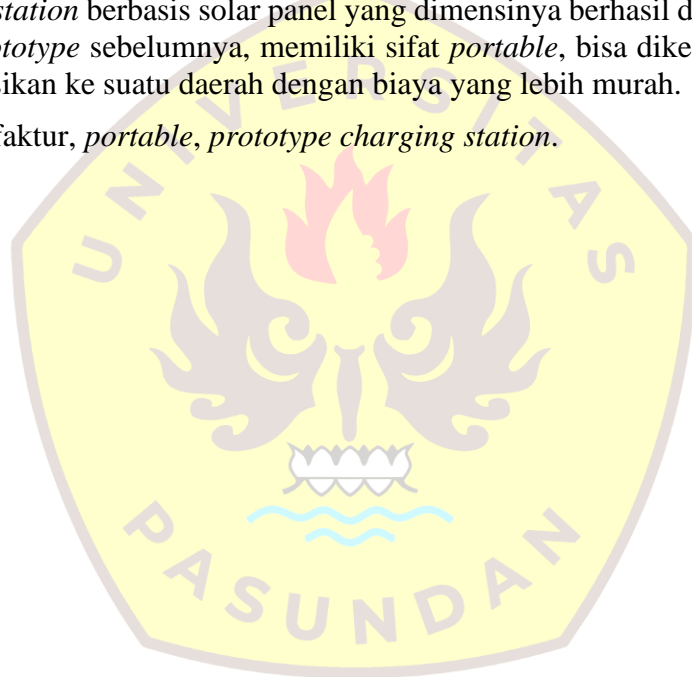 station berbasis solar panel yang dimensinya berhasil d
ototype sebelumnya, memiliki sifat portable, bisa dike
sikan ke suatu daerah dengan biaya yang lebih murah.
faktur, portable, prototype charging station.
UNIVERSITAS
PASUNDAN